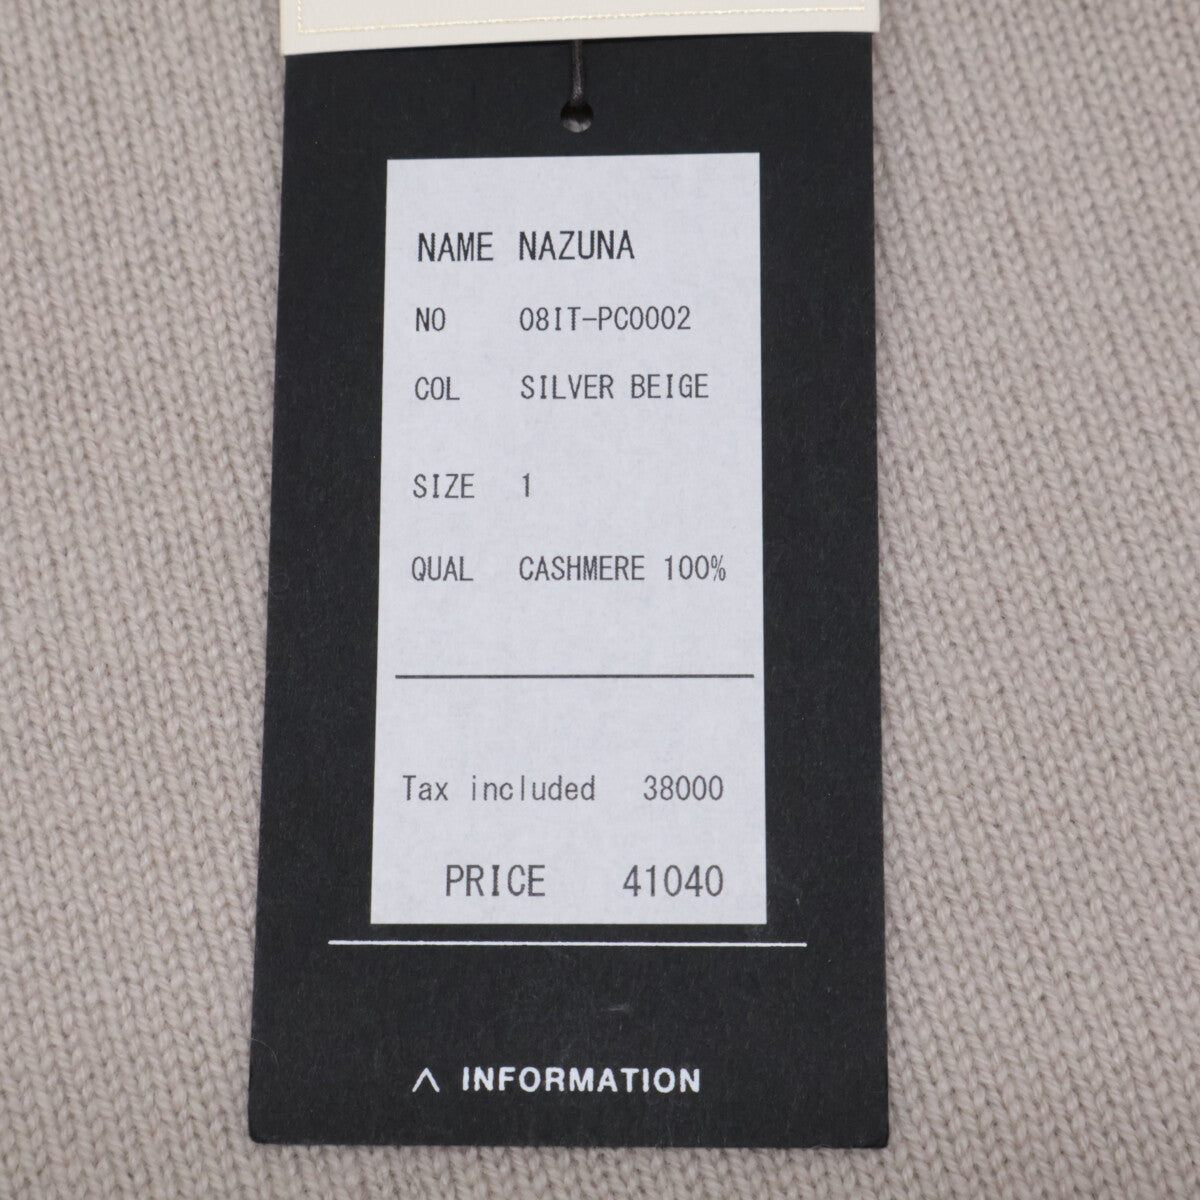 NAME NAZUNA
NO 08IT-PC0002
COL SILVER BEIGE
SIZE 1
QUAL CASHMERE 100%
Tax included 38000
PRICE 41040
INFORMATION